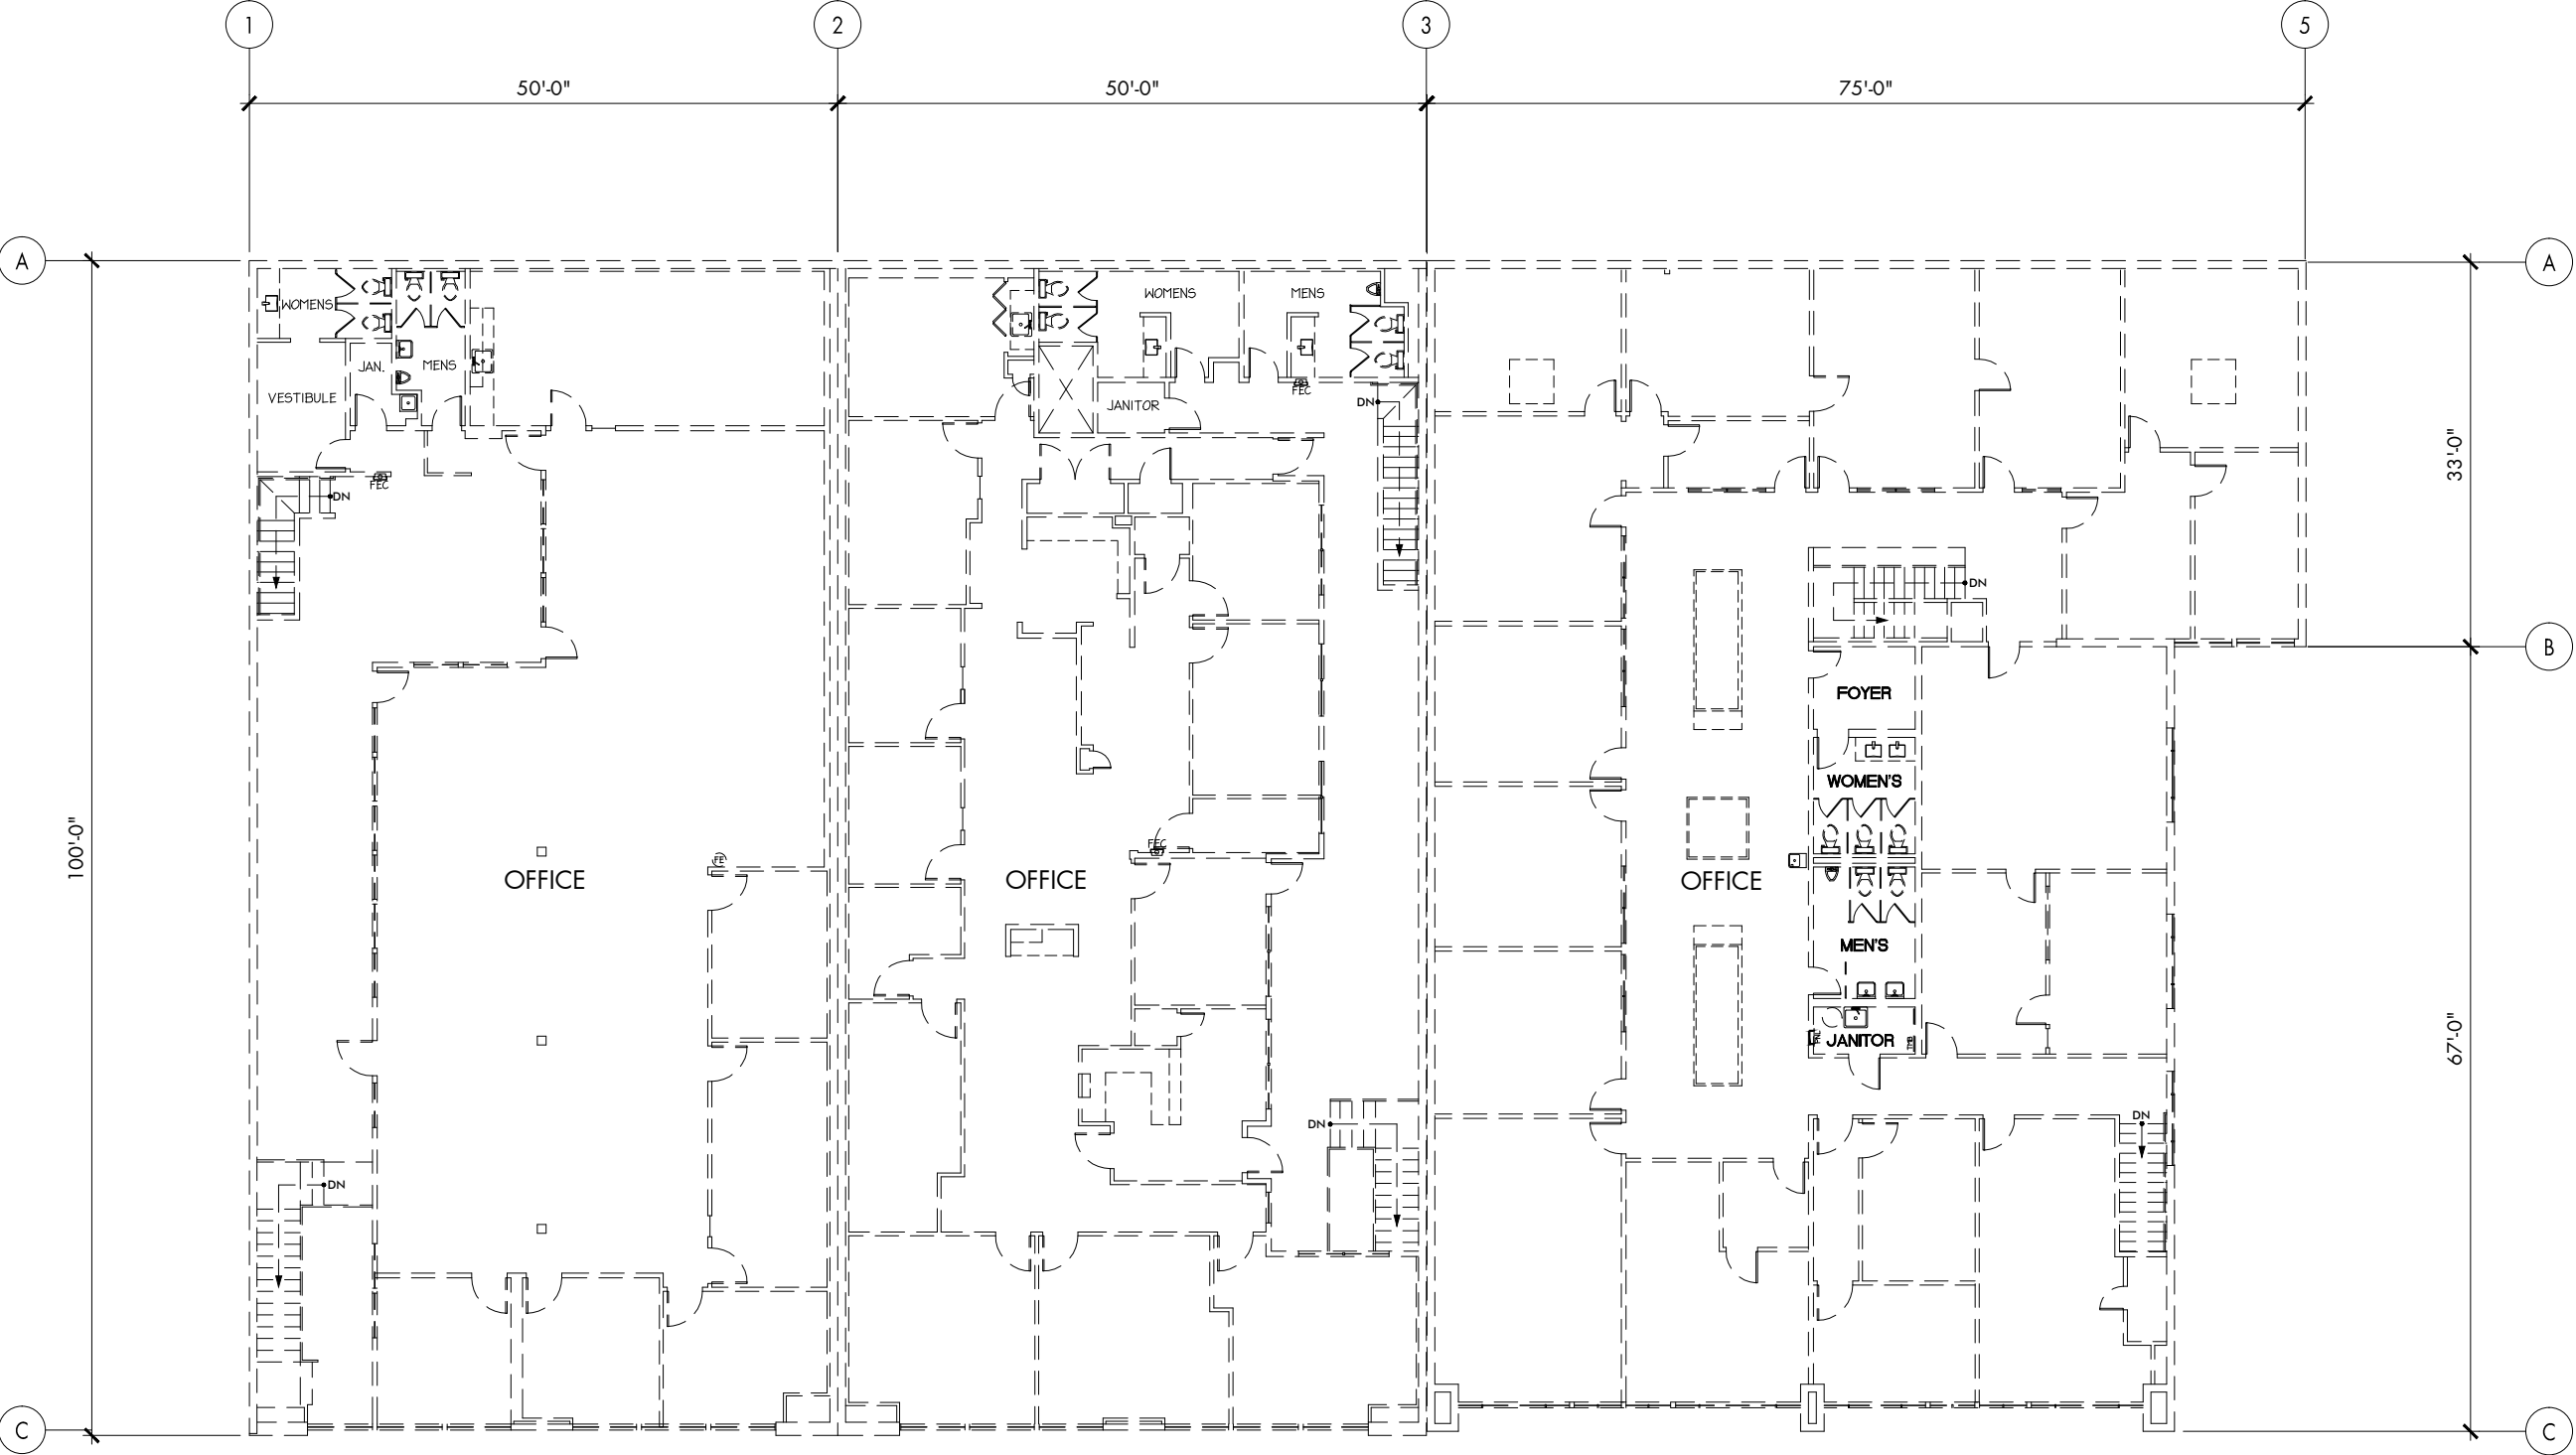 1
2
3
5
50'-0"
50'-0"
75'-0"
A
A
WOMENS
WOMENS
MENS
JAN.
MENS
VESTIBULE
FEC
DN
JANITOR
FEC
DN
33'-0"
DN
B
FOYER
WOMEN'S
100'-0"
FE
FEC
OFFICE
OFFICE
OFFICE
MEN'S
PNL
JANITOR
TMB
67'-0"
DN
DN
DN
C
C